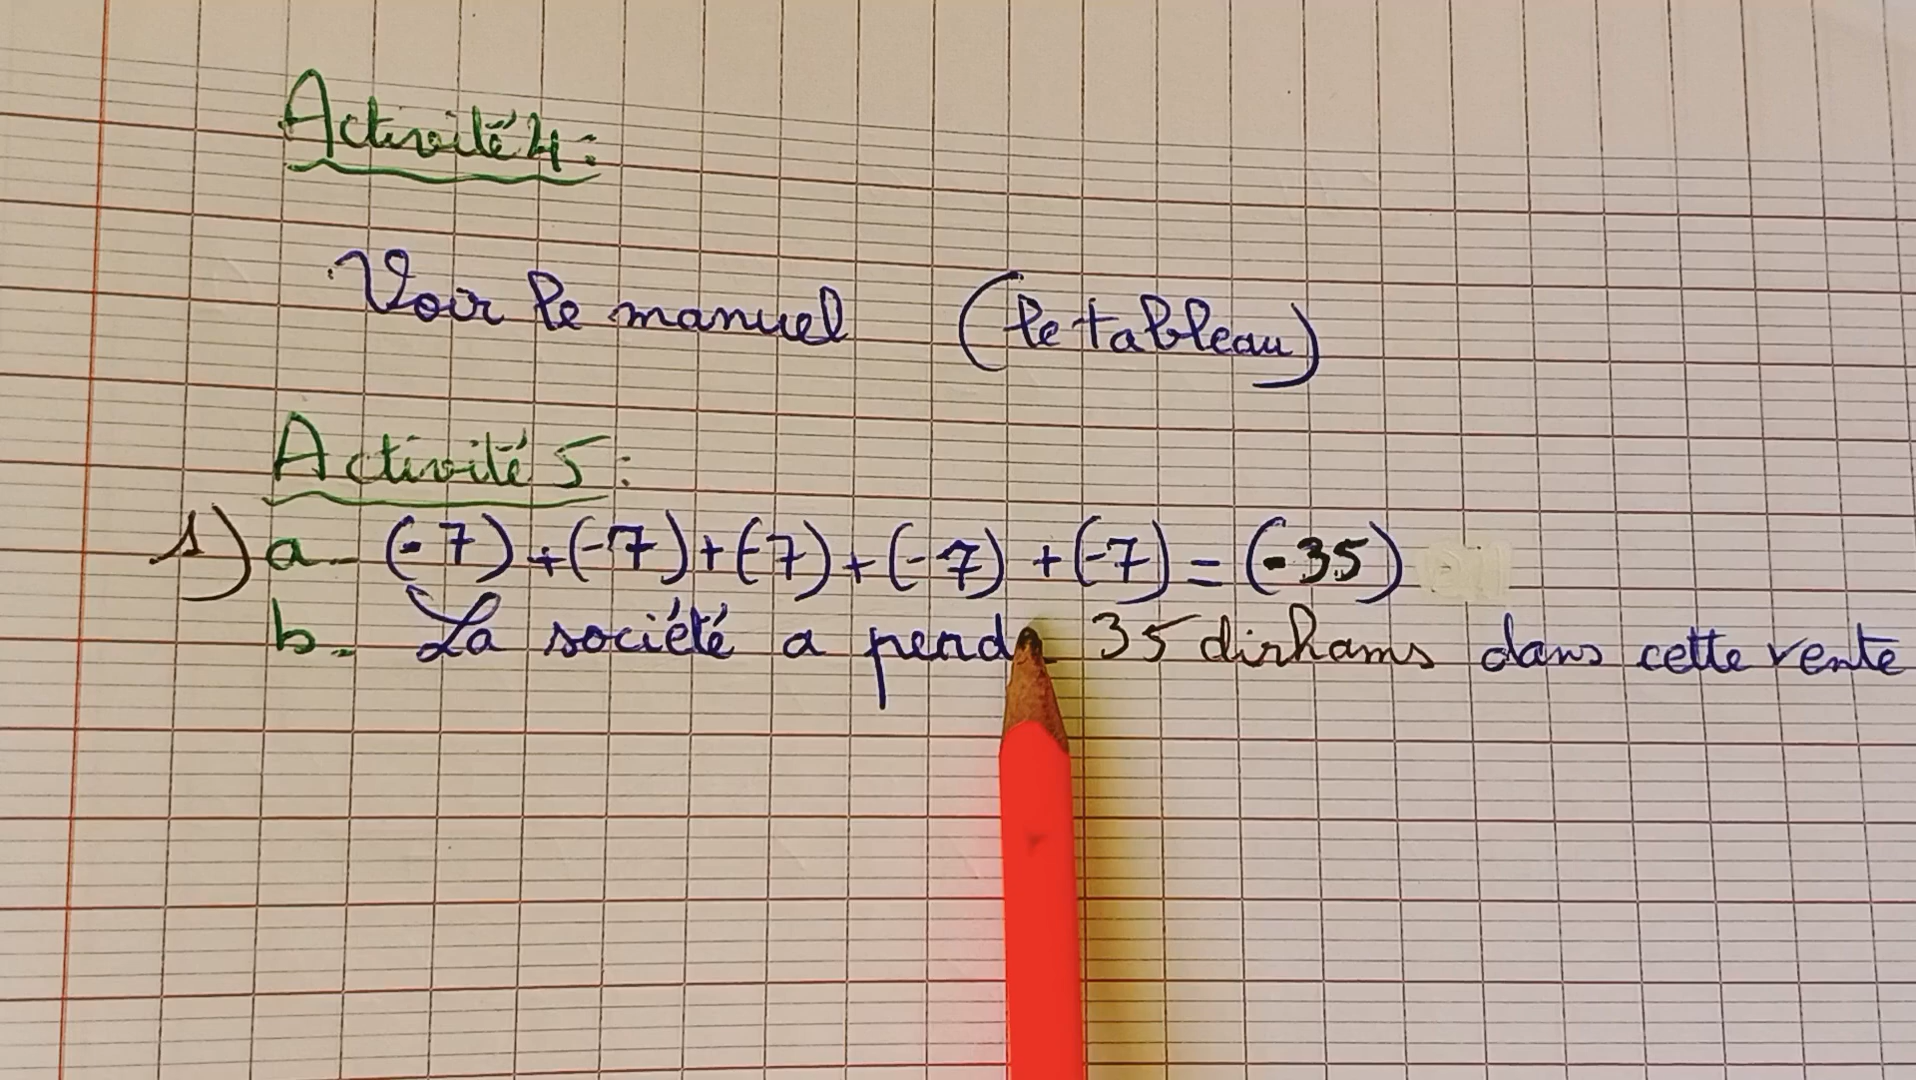 Activité 4:
Voir le manuel (le tableau)
Activité 5:
1) a- (-7) + (-7) + (-7) + (-7) + (-7) = (-35)
b- La société a 35 dirhams dans cette vente